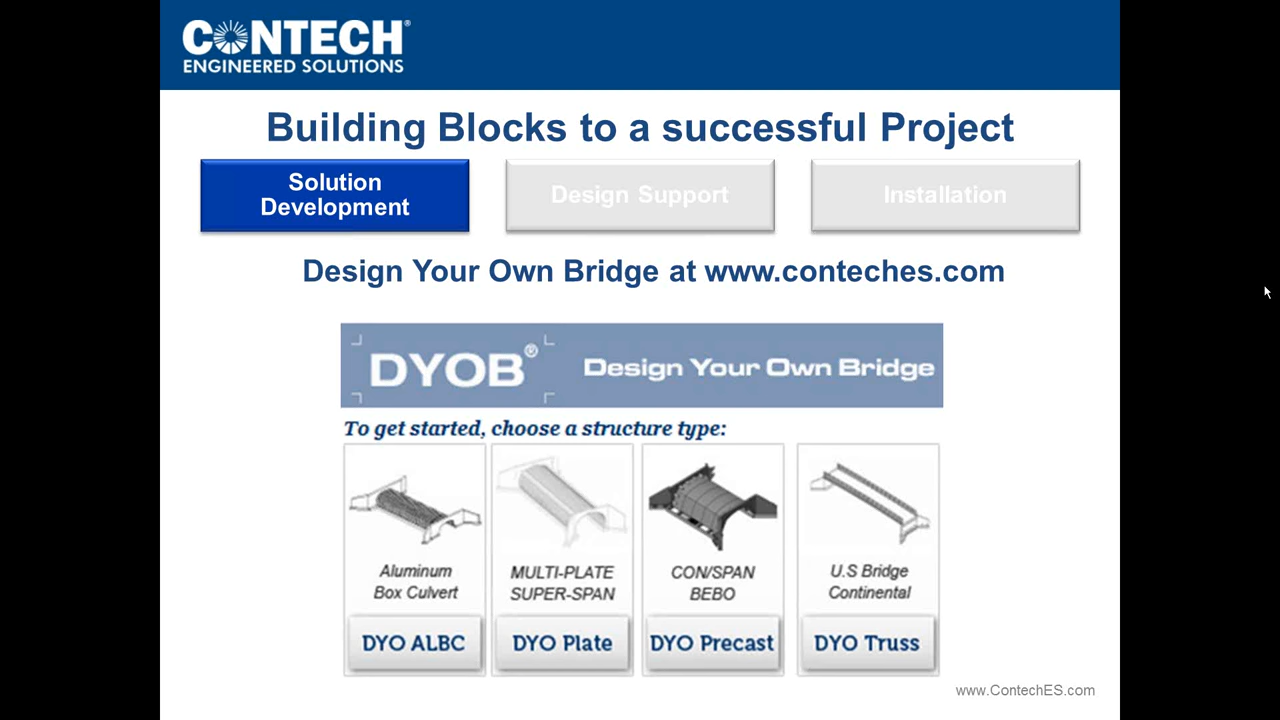 CONTECH®
ENGINEERED SOLUTIONS
Building Blocks to a successful Project
Solution
Development
Design Support
Installation
Design Your Own Bridge at www.conteches.com
DYOB® Design Your Own Bridge
To get started, choose a structure type:
Aluminum
Box Culvert
DYO ALBC
MULTI-PLATE
SUPER-SPAN
DYO Plate
CON/SPAN
BEBO
DYO Precast
U.S Bridge
Continental
DYO Truss
www.ContechES.com